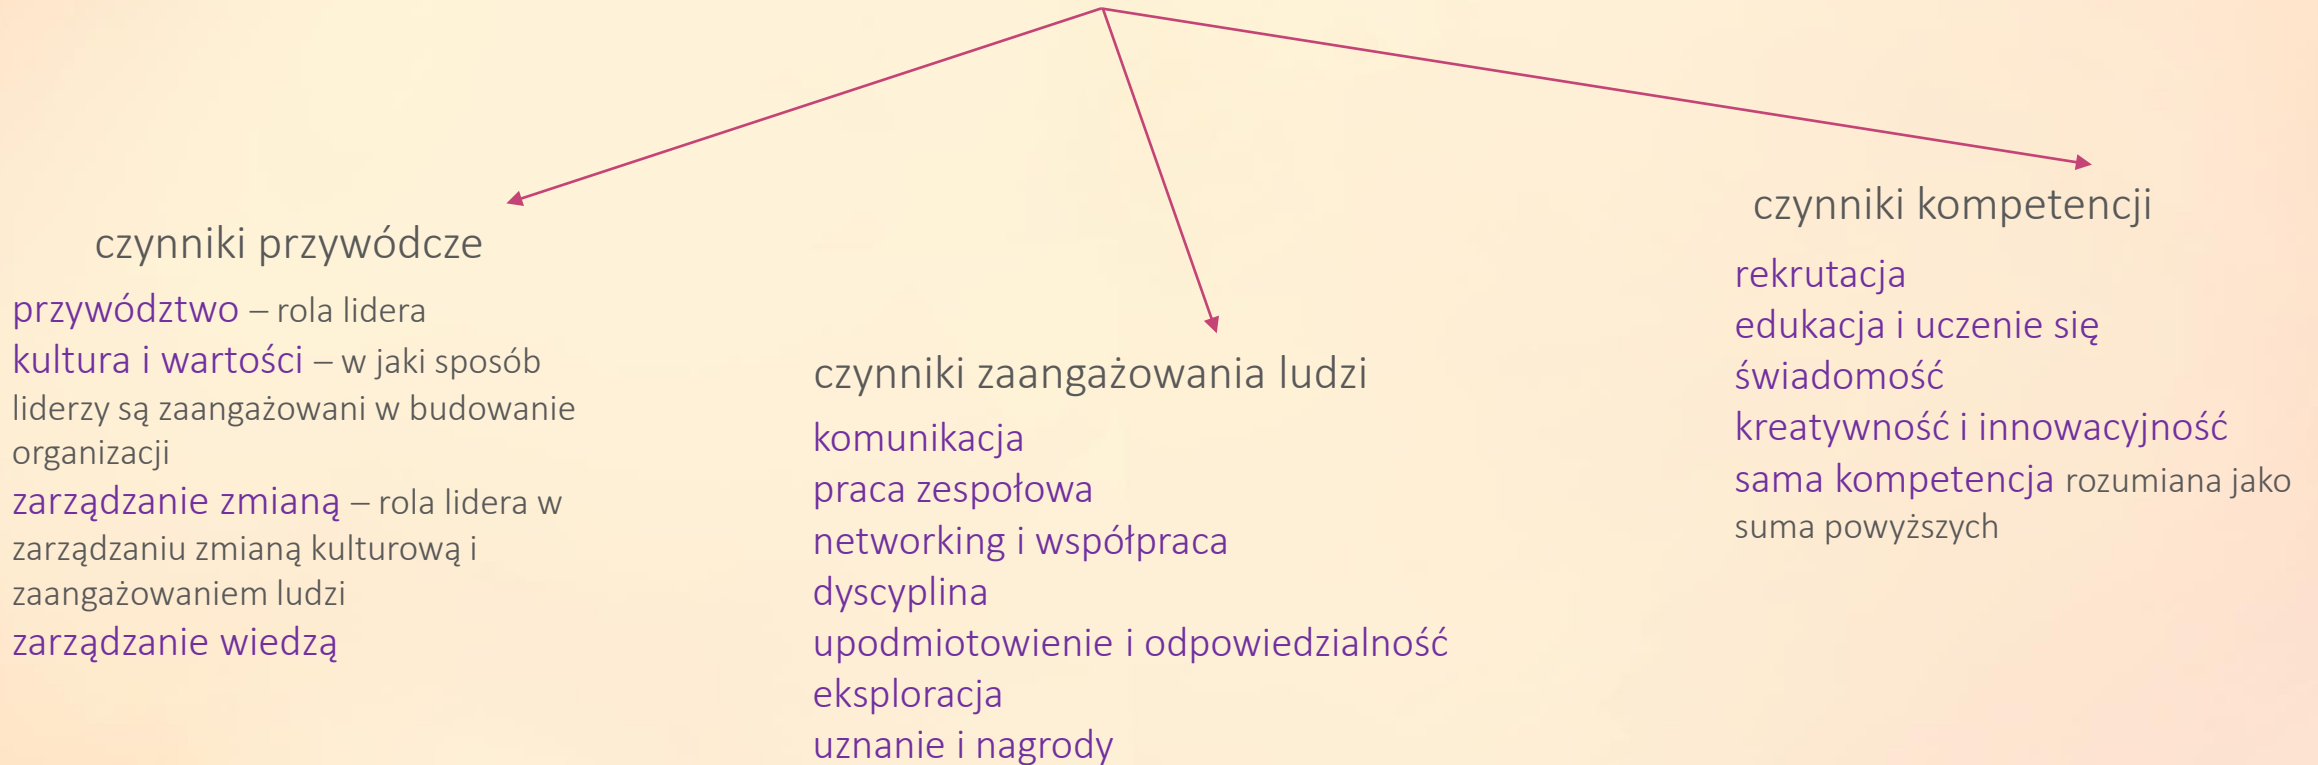 czynniki przywódcze
przywództwo – rola lidera
kultura i wartości – w jaki sposób
liderzy są zaangażowani w budowanie
organizacji
zarządzanie zmianą – rola lidera w
zarządzaniu zmianą kulturową i
zaangażowaniem ludzi
zarządzanie wiedzą
czynniki zaangażowania ludzi
komunikacja
praca zespołowa
networking i współpraca
dyscyplina
upodmiotowienie i odpowiedzialność
eksploracja
uznanie i nagrody
czynniki kompetencji
rekrutacja
edukacja i uczenie się
świadomość
kreatywność i innowacyjność
sama kompetencja rozumiana jako
suma powyższych